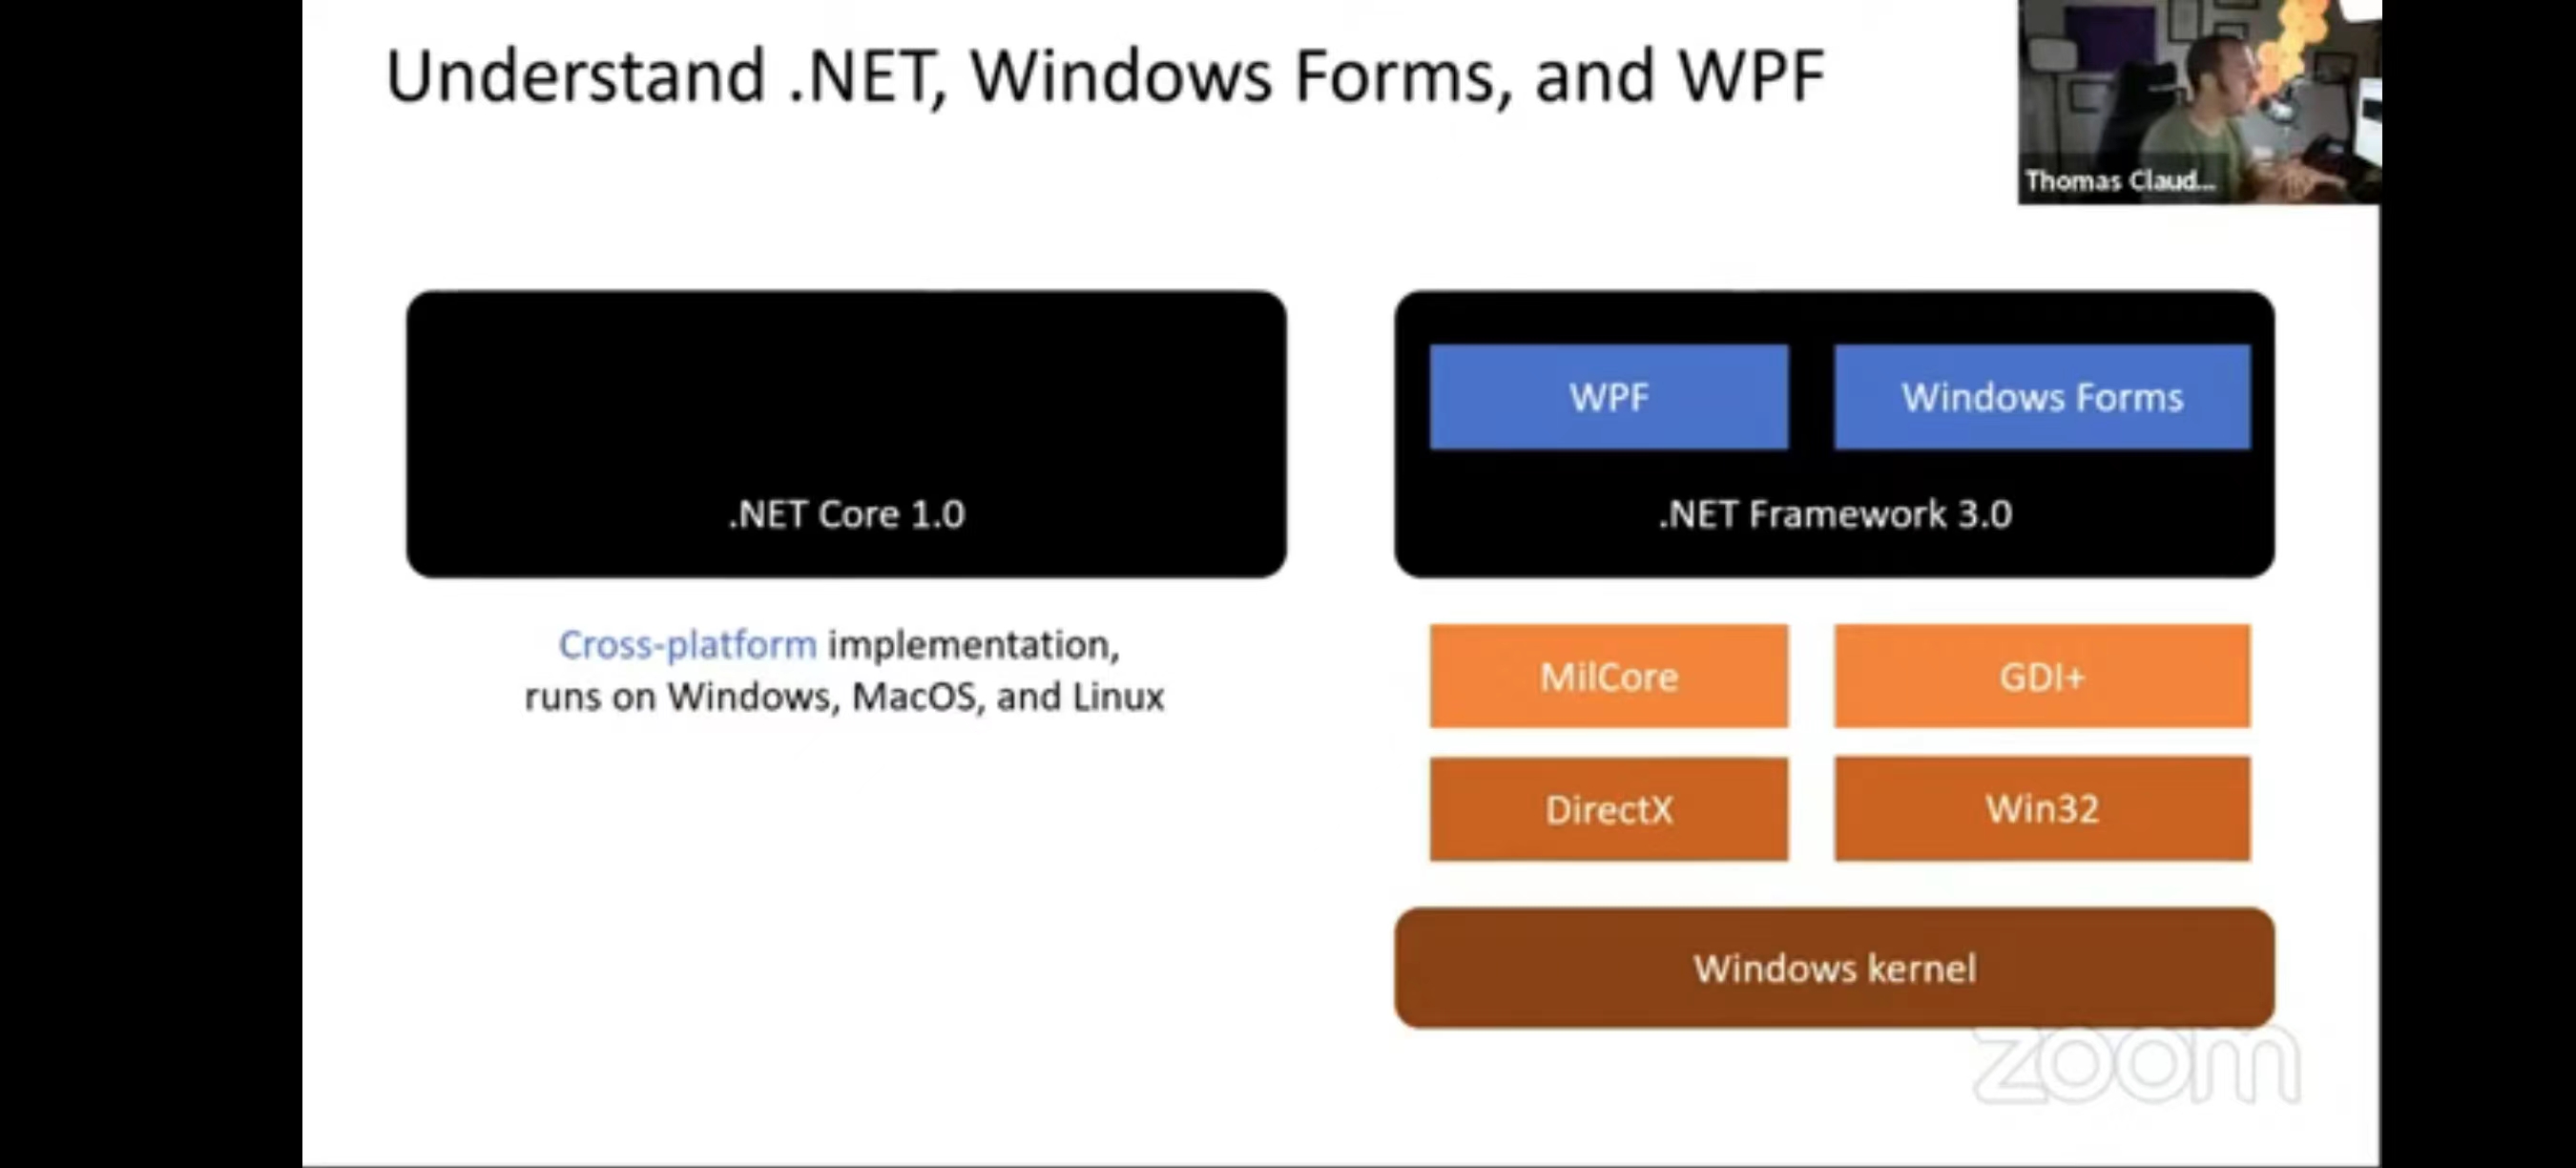 Understand .NET, Windows Forms, and WPF
Thomas Claud...
.NET Core 1.0
Cross-platform implementation,
runs on Windows, MacOS, and Linux
WPF
Windows Forms
.NET Framework 3.0
MilCore
GDI+
DirectX
Win32
Windows kernel
zoom